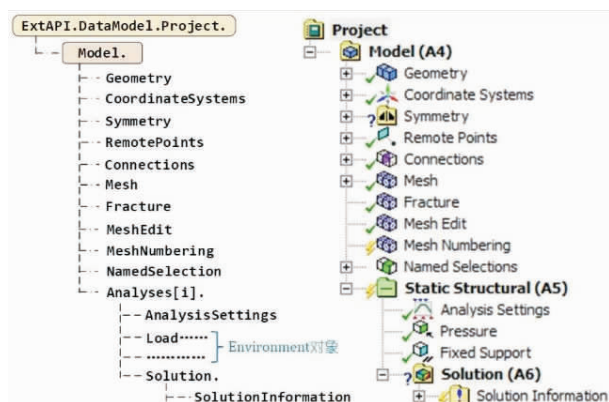 ExtAPI.DataModel.Project.
Model.
Geometry
CoordinateSystems
Symmetry
RemotePoints
Connections
Mesh
Fracture
MeshEdit
MeshNumbering
NamedSelection
Analyses[i].
AnalysisSettings
Load……
…………
Environment对象
Solution.
SolutionInformation
Project
Model (A4)
Geometry
Coordinate Systems
Symmetry
Remote Points
Connections
Mesh
Fracture
Mesh Edit
Mesh Numbering
Named Selections
Static Structural (A5)
Analysis Settings
Pressure
Fixed Support
Solution (A6)
Solution Information